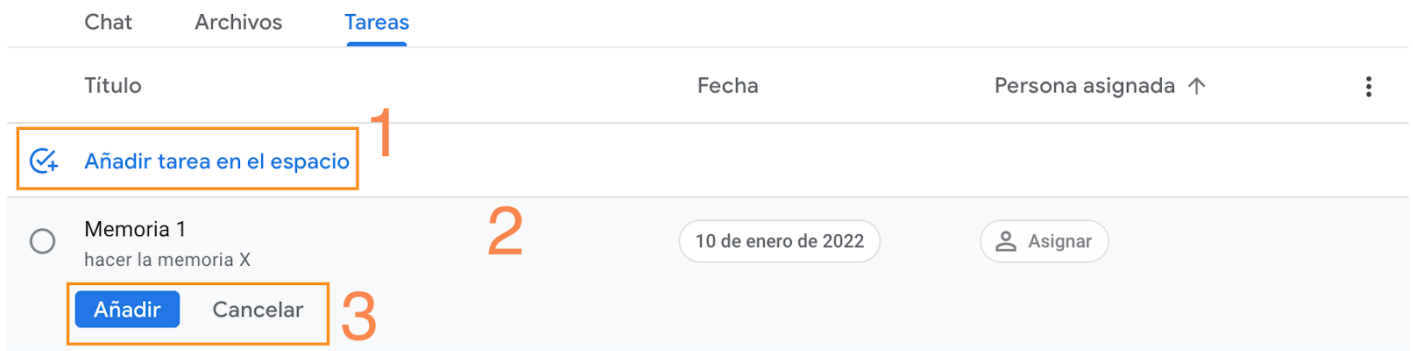 Chat Archivos Tareas
Título Fecha Persona asignada
1
Añadir tarea en el espacio
2
Memoria 1 10 de enero de 2022 Asignar
hacer la memoria X
Añadir Cancelar 3